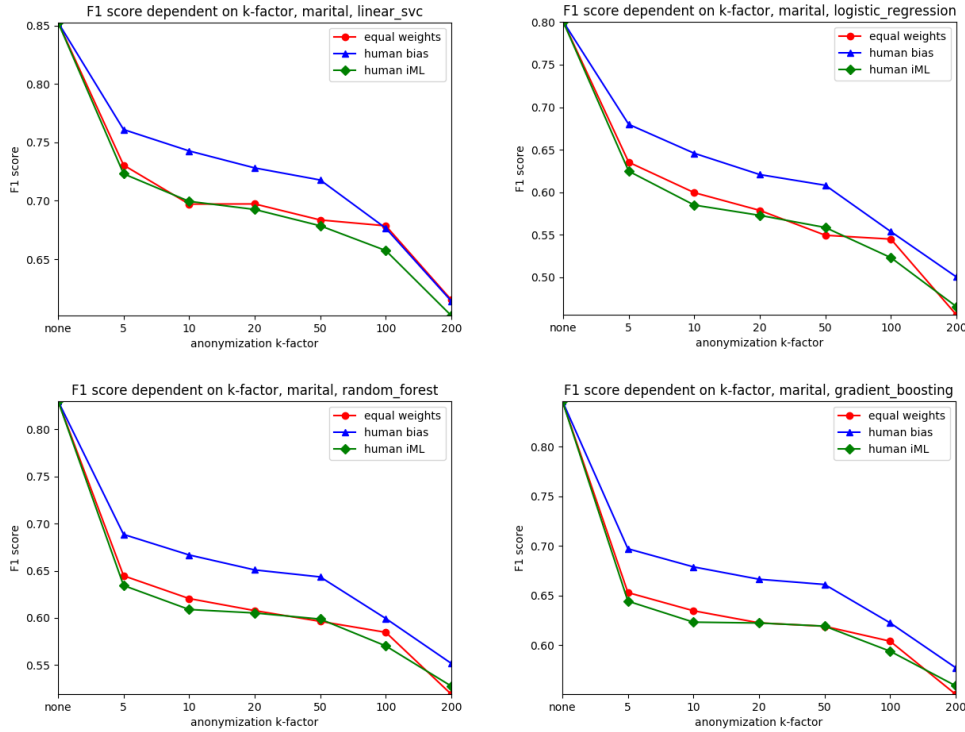 F1 score dependent on k-factor, marital, linear_svc
0.85
0.80
0.75
0.70
0.65
F1 score
equal weights
human bias
human iML
none 5 10 20 50 100 200
anonymization k-factor
F1 score dependent on k-factor, marital, logistic_regression
0.80
0.75
0.70
0.65
0.60
0.55
0.50
F1 score
equal weights
human bias
human iML
none 5 10 20 50 100 200
anonymization k-factor
F1 score dependent on k-factor, marital, random_forest
0.80
0.75
0.70
0.65
0.60
0.55
F1 score
equal weights
human bias
human iML
none 5 10 20 50 100 200
anonymization k-factor
F1 score dependent on k-factor, marital, gradient_boosting
0.80
0.75
0.70
0.65
0.60
F1 score
equal weights
human bias
human iML
none 5 10 20 50 100 200
anonymization k-factor